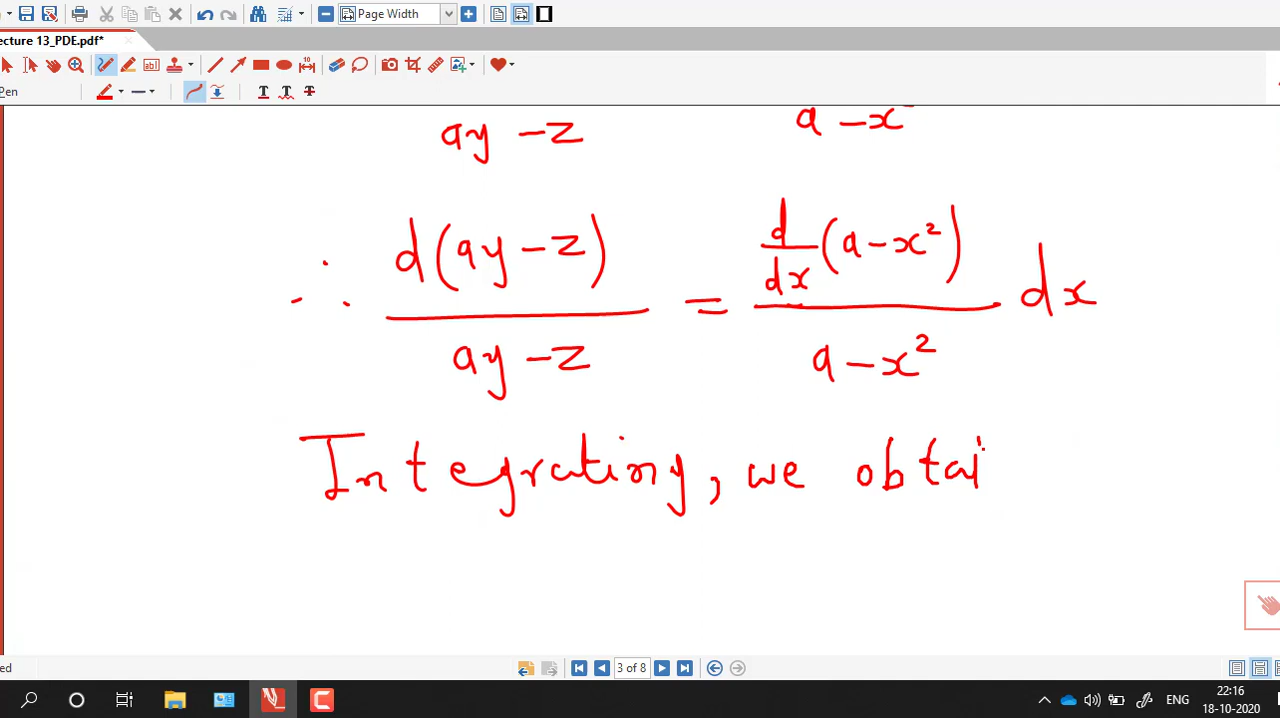 Page Width
ecture 13_PDE.pdf*
Pen
ay - z a - x²
∴ d(ay - z) / ay - z = d/dx (a - x²) / a - x² dx
Integrating, we obtai
ed
3 of 8
ENG
22:16
18-10-2020